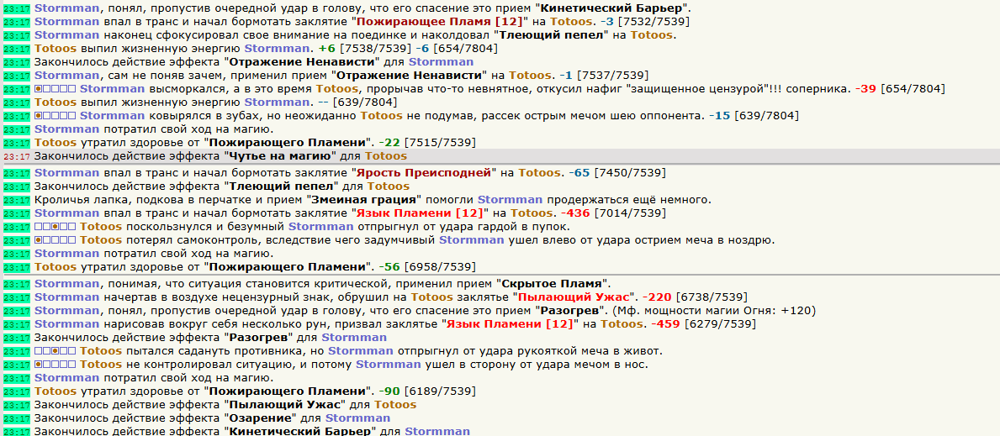 23:17 Stormman, понял, пропустив очередной удар в голову, что его спасение это прием "Кинетический Барьер".
23:17 Stormman впал в транс и начал бормотать заклятие "Пожирающее Пламя [12]" на Totoos. -3 [7532/7539]
23:17 Stormman наконец сфокусировал свое внимание на поединке и наколдовал "Тлеющий пепел" на Totoos.
23:17 Totoos выпил жизненную энергию Stormman. +6 [7538/7539] -6 [654/7804]
23:17 Закончилось действие эффекта "Отражение Ненависти" для Stormman
23:17 Stormman, сам не поняв зачем, применил прием "Отражение Ненависти" на Totoos. -1 [7537/7539]
23:17 Stormman высморкался, а в это время Totoos, прорычав что-то невнятное, откусил нафиг "защищенное цензурой"!!! соперника. -39 [654/7804]
23:17 Totoos выпил жизненную энергию Stormman. -- [639/7804]
23:17 Stormman ковырялся в зубах, но неожиданно Totoos не подумав, рассек острым мечом шею оппонента. -15 [639/7804]
23:17 Stormman потратил свой ход на магию.
23:17 Totoos утратил здоровье от "Пожирающего Пламени". -22 [7515/7539]
23:17 Закончилось действие эффекта "Чутье на магию" для Totoos
23:17 Stormman впал в транс и начал бормотать заклятие "Ярость Преисподней" на Totoos. -65 [7450/7539]
23:17 Закончилось действие эффекта "Тлеющий пепел" для Totoos
23:17 Кроличья лапка, подкова в перчатке и прием "Змеиная грация" помогли Stormman продержаться ещё немного.
23:17 Stormman впал в транс и начал бормотать заклятие "Язык Пламени [12]" на Totoos. -436 [7014/7539]
23:17 Totoos поскользнулся и безумный Stormman отпрыгнул от удара гардой в пупок.
23:17 Totoos потерял самоконтроль, вследствие чего задумчивый Stormman ушел влево от удара острием меча в ноздрю.
23:17 Stormman потратил свой ход на магию.
23:17 Totoos утратил здоровье от "Пожирающего Пламени". -56 [6958/7539]
23:17 Stormman, понимая, что ситуация становится критической, применил прием "Скрытое Пламя".
23:17 Stormman начертав в воздухе нецензурный знак, обрушил на Totoos заклятье "Пылающий Ужас". -220 [6738/7539]
23:17 Stormman, понял, пропустив очередной удар в голову, что его спасение это прием "Разогрев". (Мф. мощности магии Огня: +120)
23:17 Stormman нарисовав вокруг себя несколько рун, призвал заклятье "Язык Пламени [12]" на Totoos. -459 [6279/7539]
23:17 Закончилось действие эффекта "Разогрев" для Stormman
23:17 Totoos пытался садануть противника, но Stormman отпрыгнул от удара рукояткой меча в живот.
23:17 Totoos не контролировал ситуацию, и потому Stormman ушел в сторону от удара мечом в нос.
23:17 Stormman потратил свой ход на магию.
23:17 Totoos утратил здоровье от "Пожирающего Пламени". -90 [6189/7539]
23:17 Закончилось действие эффекта "Пылающий Ужас" для Totoos
23:17 Закончилось действие эффекта "Озарение" для Stormman
23:17 Закончилось действие эффекта "Кинетический Барьер" для Stormman